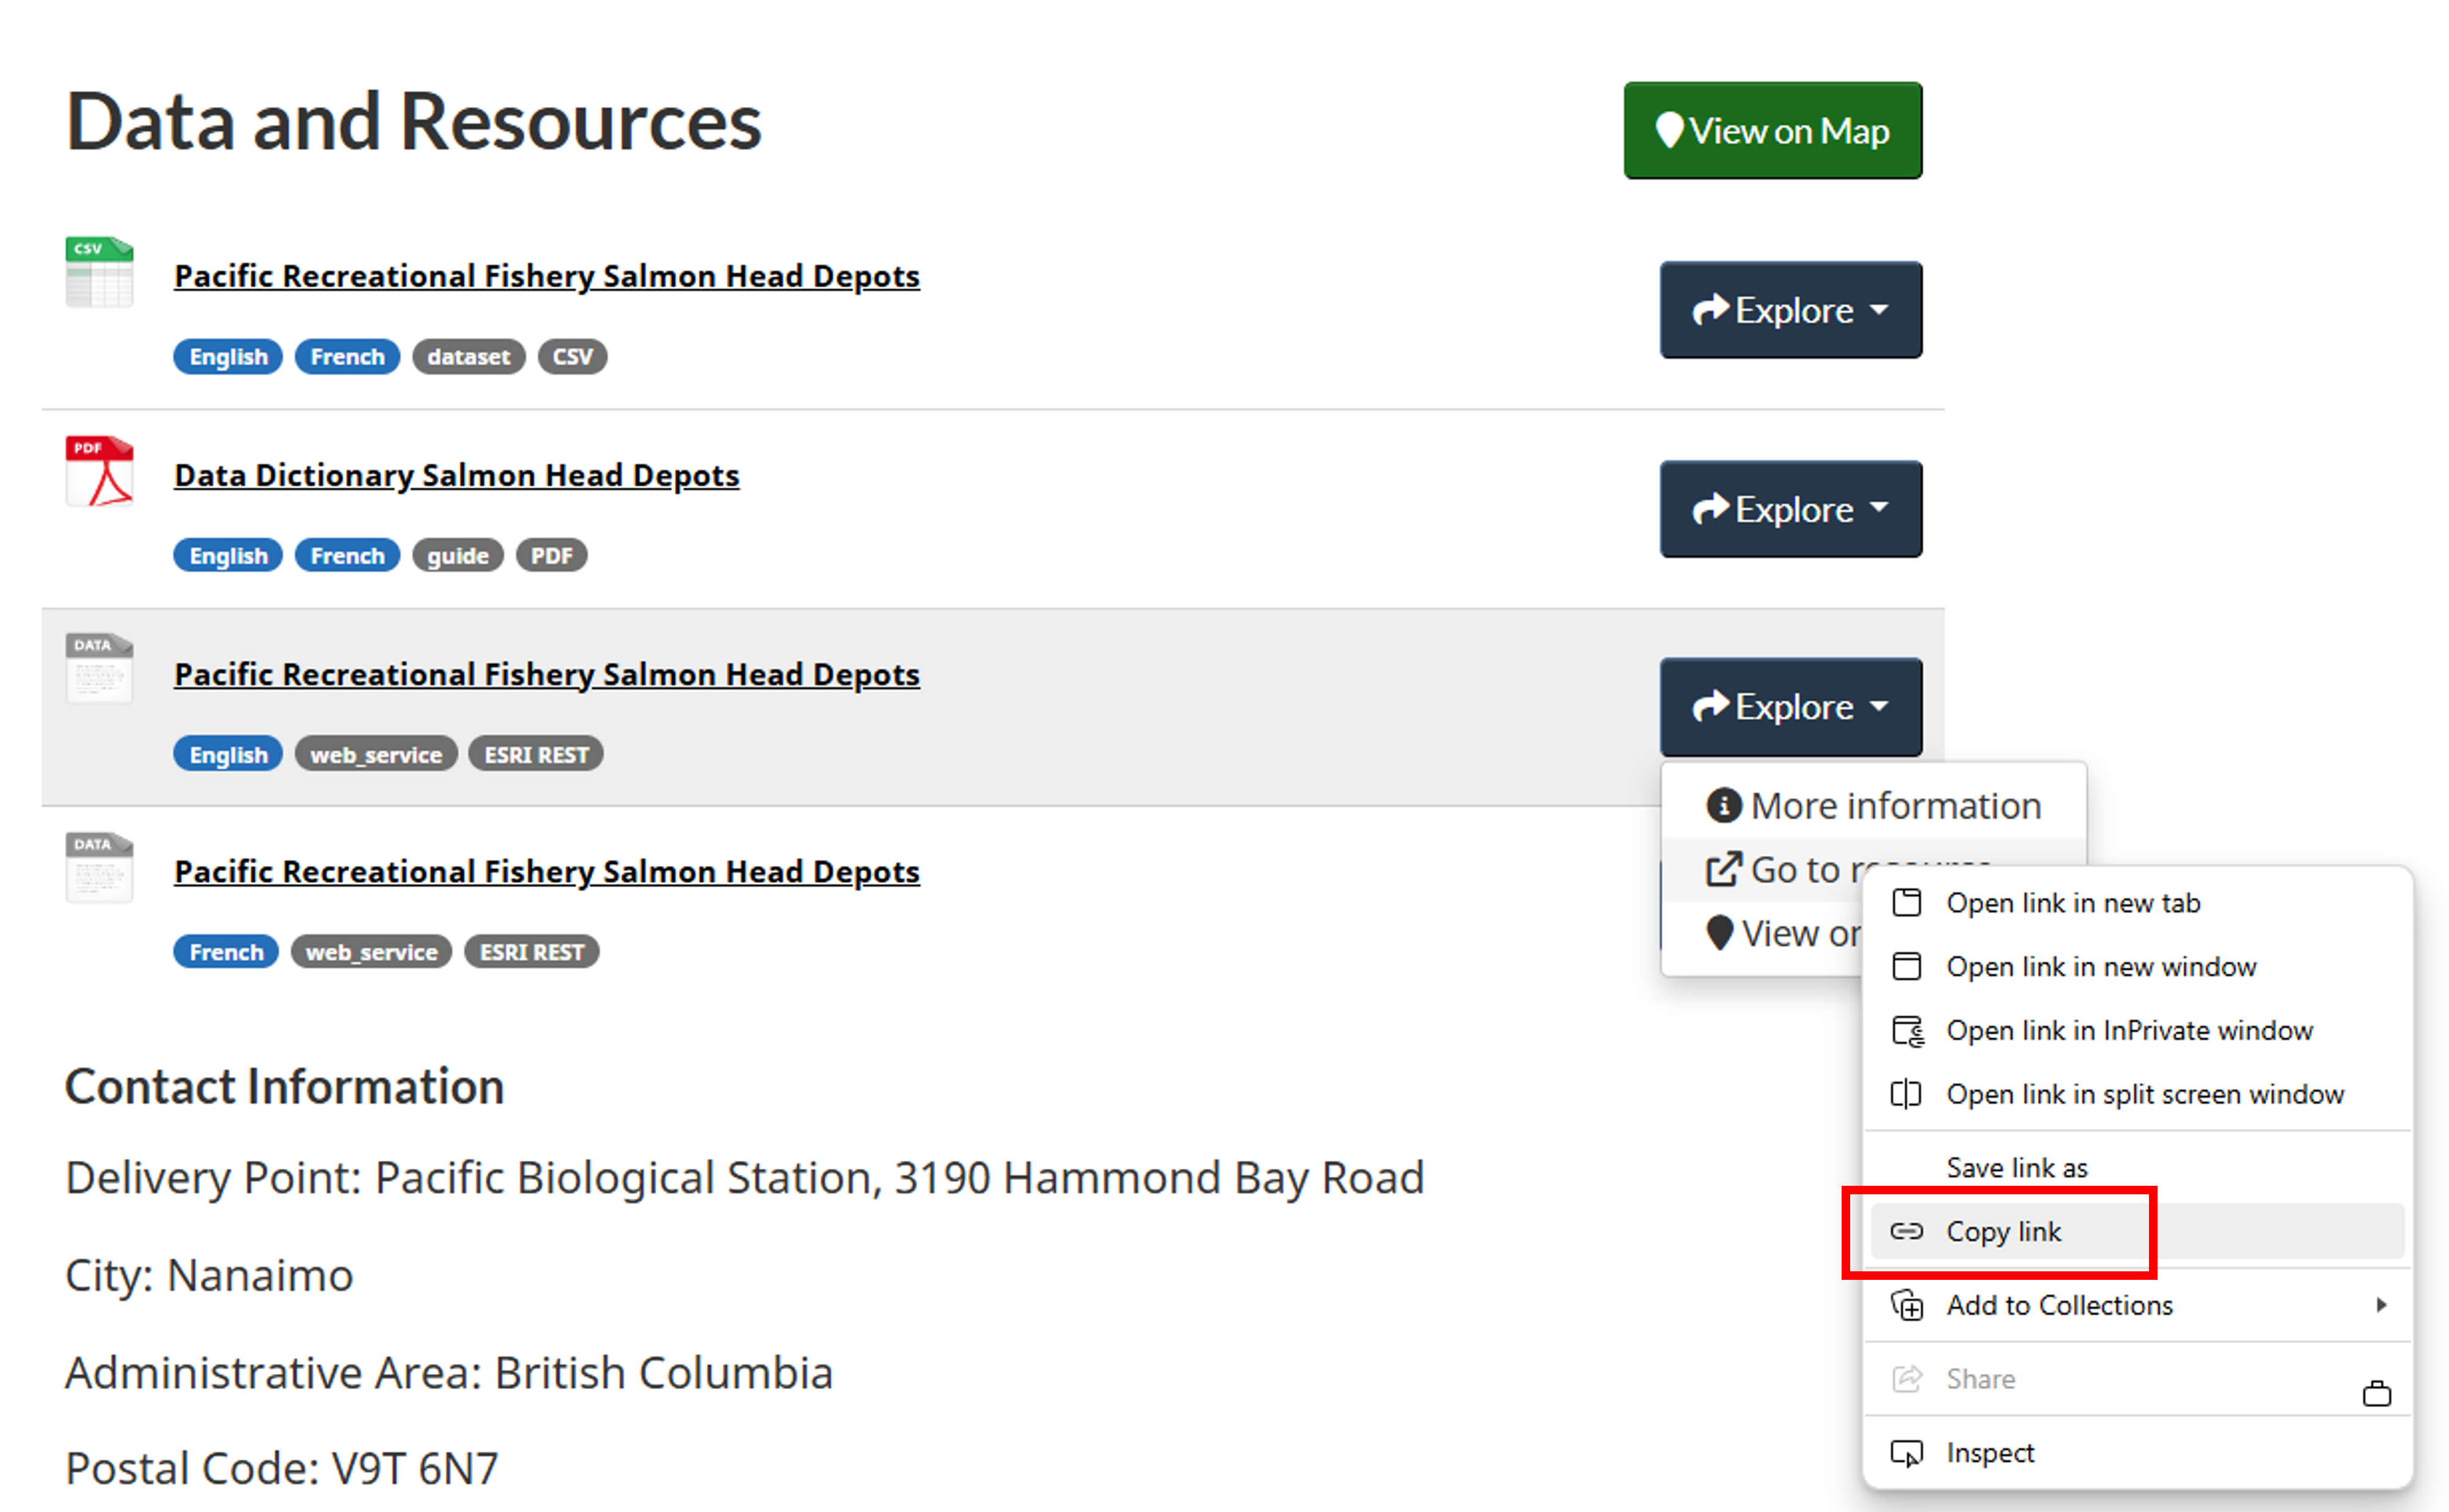 Data and Resources
View on Map
CSV
Pacific Recreational Fishery Salmon Head Depots
Explore
English French dataset CSV
PDF
Data Dictionary Salmon Head Depots
Explore
English French guide PDF
DATA
Pacific Recreational Fishery Salmon Head Depots
Explore
English web_service ESRI REST
More information
Go to
View
DATA
Pacific Recreational Fishery Salmon Head Depots
French web_service ESRI REST
Open link in new tab
Open link in new window
Open link in InPrivate window
Open link in split screen window
Save link as
Copy link
Add to Collections
Share
Inspect
Contact Information
Delivery Point: Pacific Biological Station, 3190 Hammond Bay Road
City: Nanaimo
Administrative Area: British Columbia
Postal Code: V9T 6N7